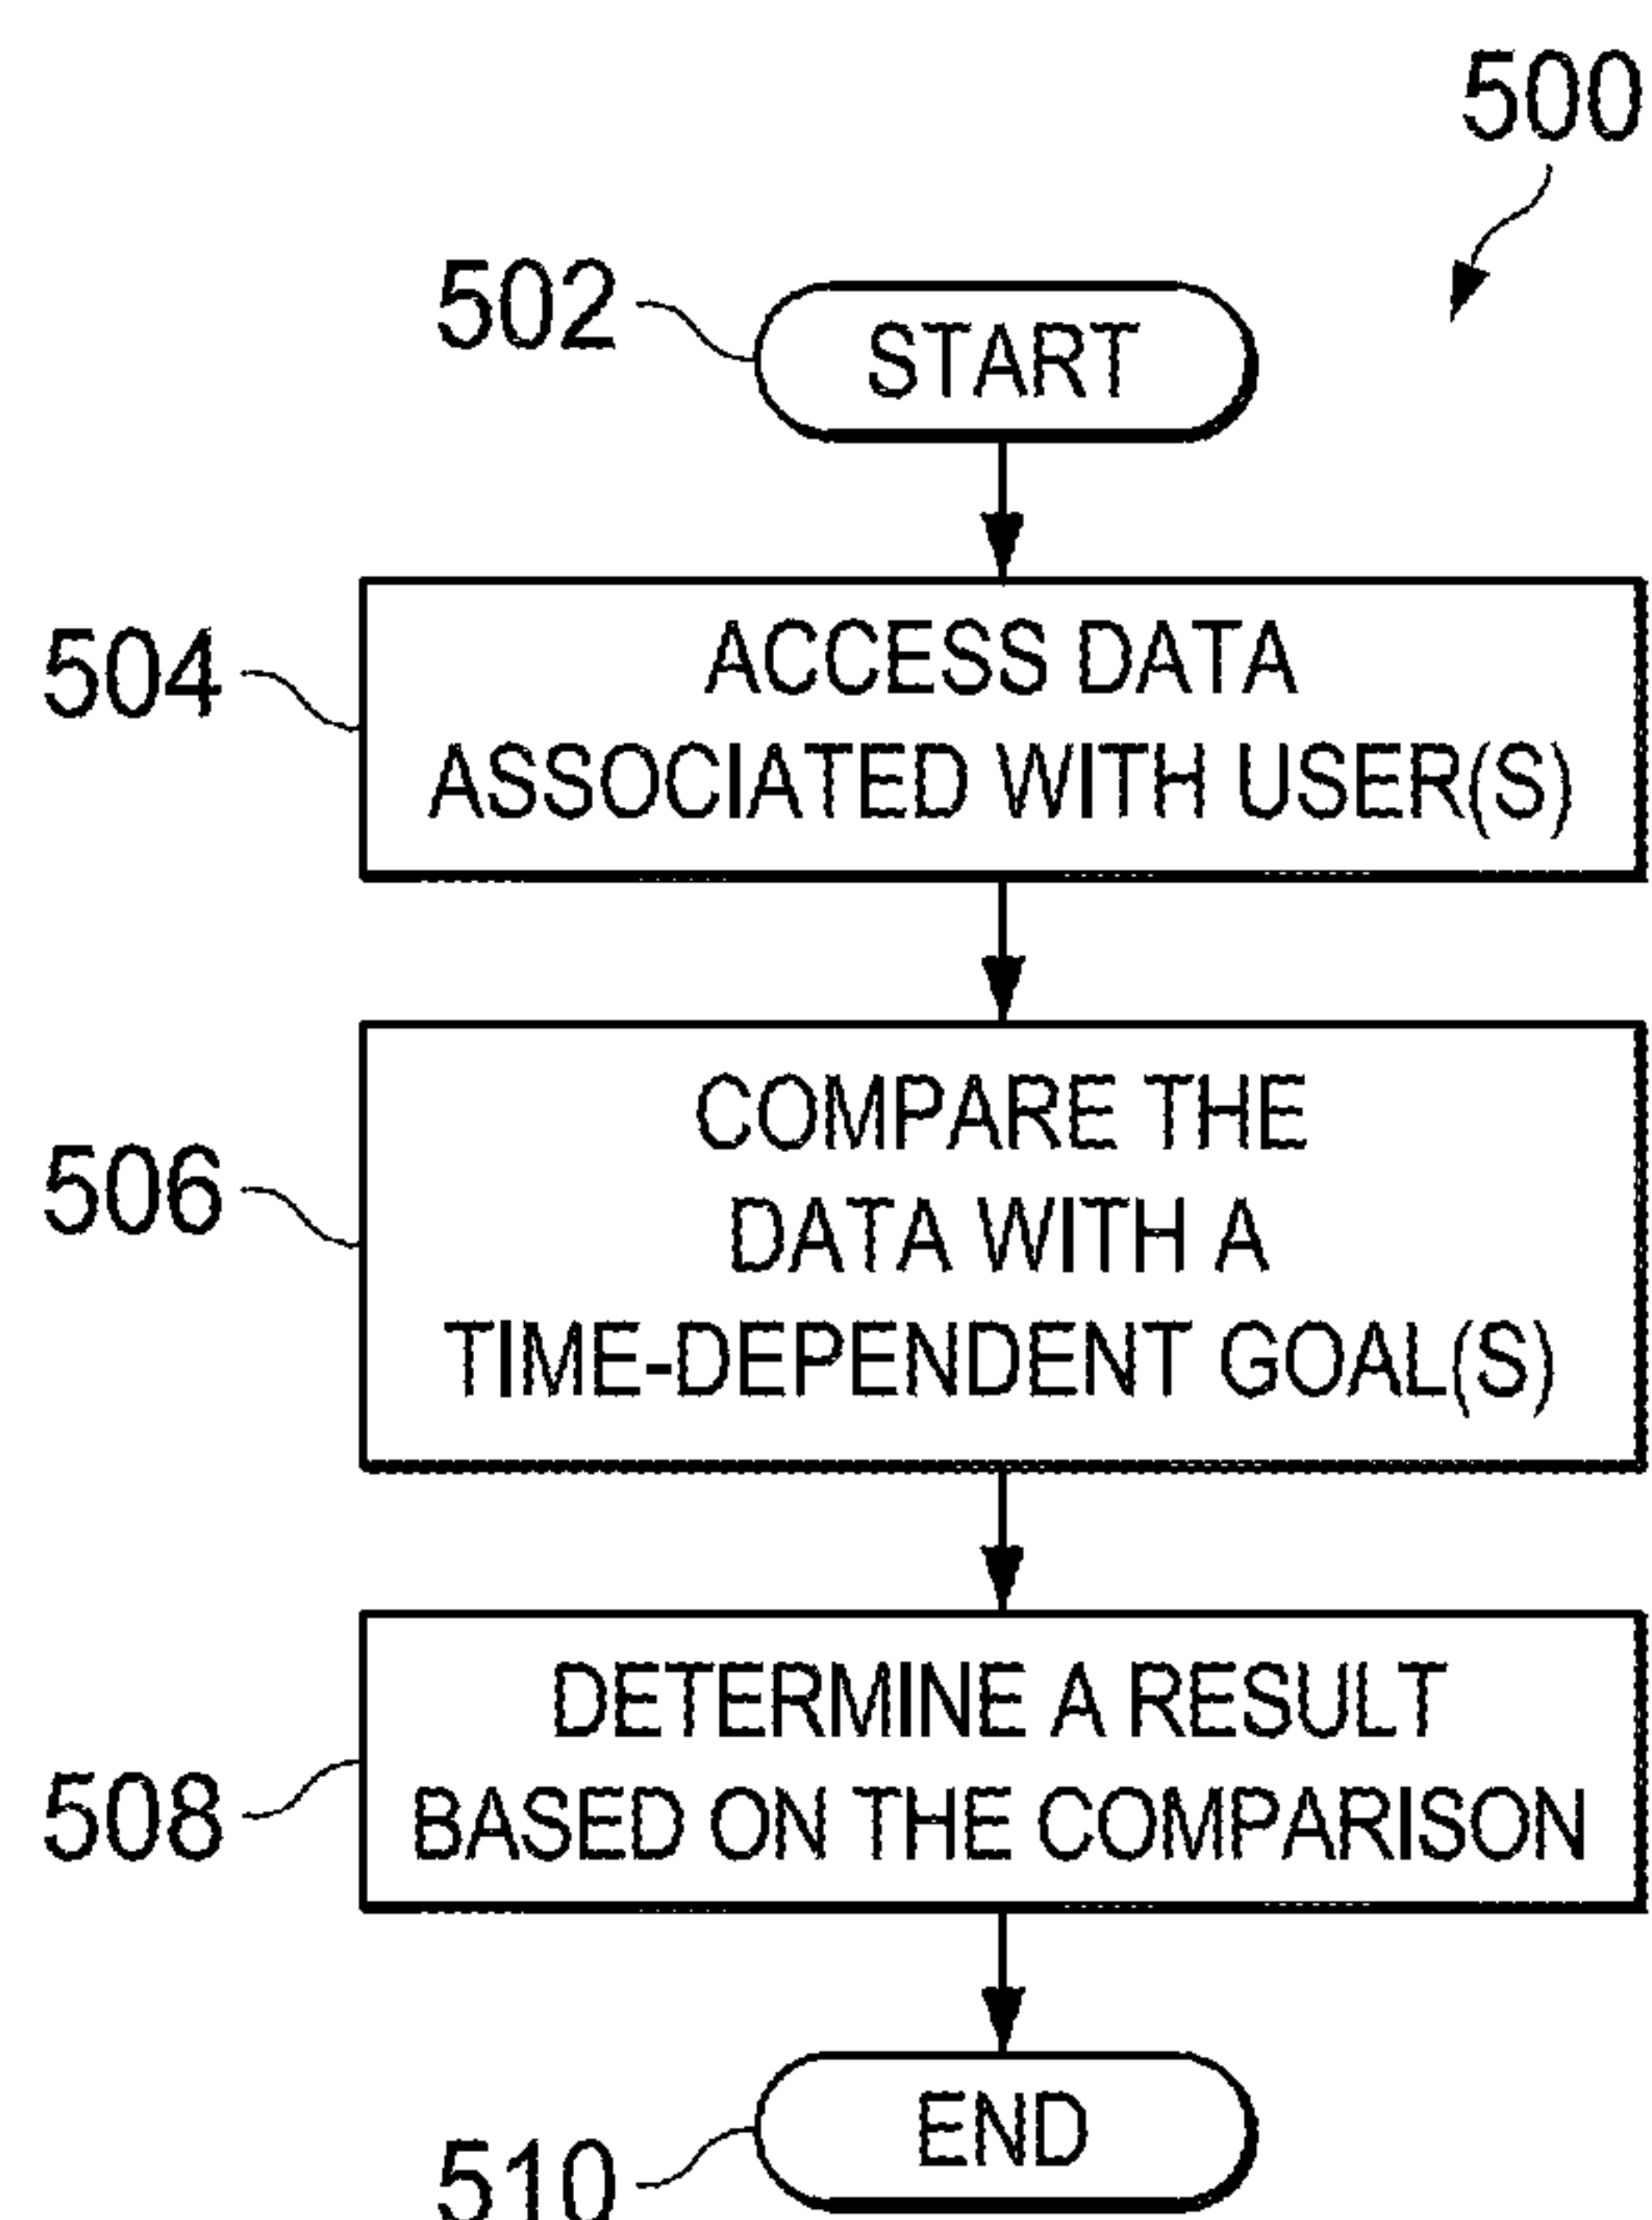 500
502
START
504
ACCESS DATA
ASSOCIATED WITH USER(S)
506
COMPARE THE
DATA WITH A
TIME-DEPENDENT GOAL(S)
508
DETERMINE A RESULT
BASED ON THE COMPARISON
510
END